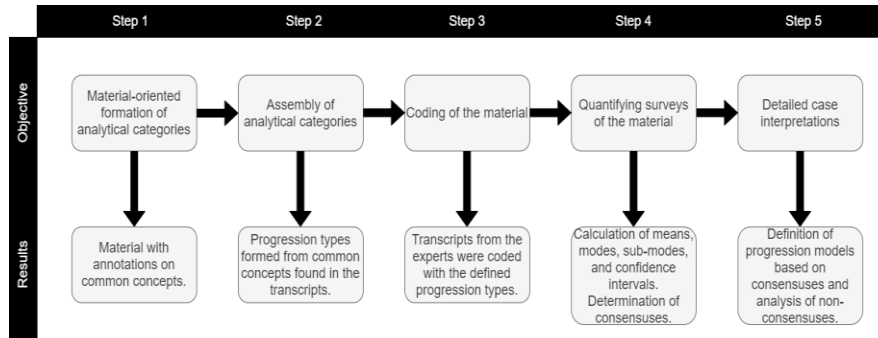 Step 1
Step 2
Step 3
Step 4
Step 5
Objective
Material-oriented
formation of
analytical categories
Assembly of
analytical categories
Coding of the material
Quantifying surveys
of the material
Detailed case
interpretations
Results
Material with
annotations on
common concepts.
Progression types
formed from common
concepts found in the
transcripts.
Transcripts from the
experts were coded
with the defined
progression types.
Calculation of means,
modes, sub-modes,
and confidence
intervals.
Determination of
consensuses.
Definition of
progression models
based on
consensuses and
analysis of non-
consensuses.